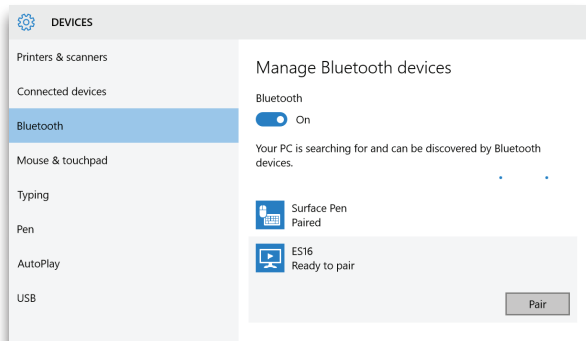 DEVICES
Printers & scanners
Connected devices
Bluetooth
Mouse & touchpad
Typing
Pen
AutoPlay
USB
Manage Bluetooth devices
Bluetooth
On
Your PC is searching for and can be discovered by Bluetooth
devices.
Surface Pen
Paired
ES16
Ready to pair
Pair